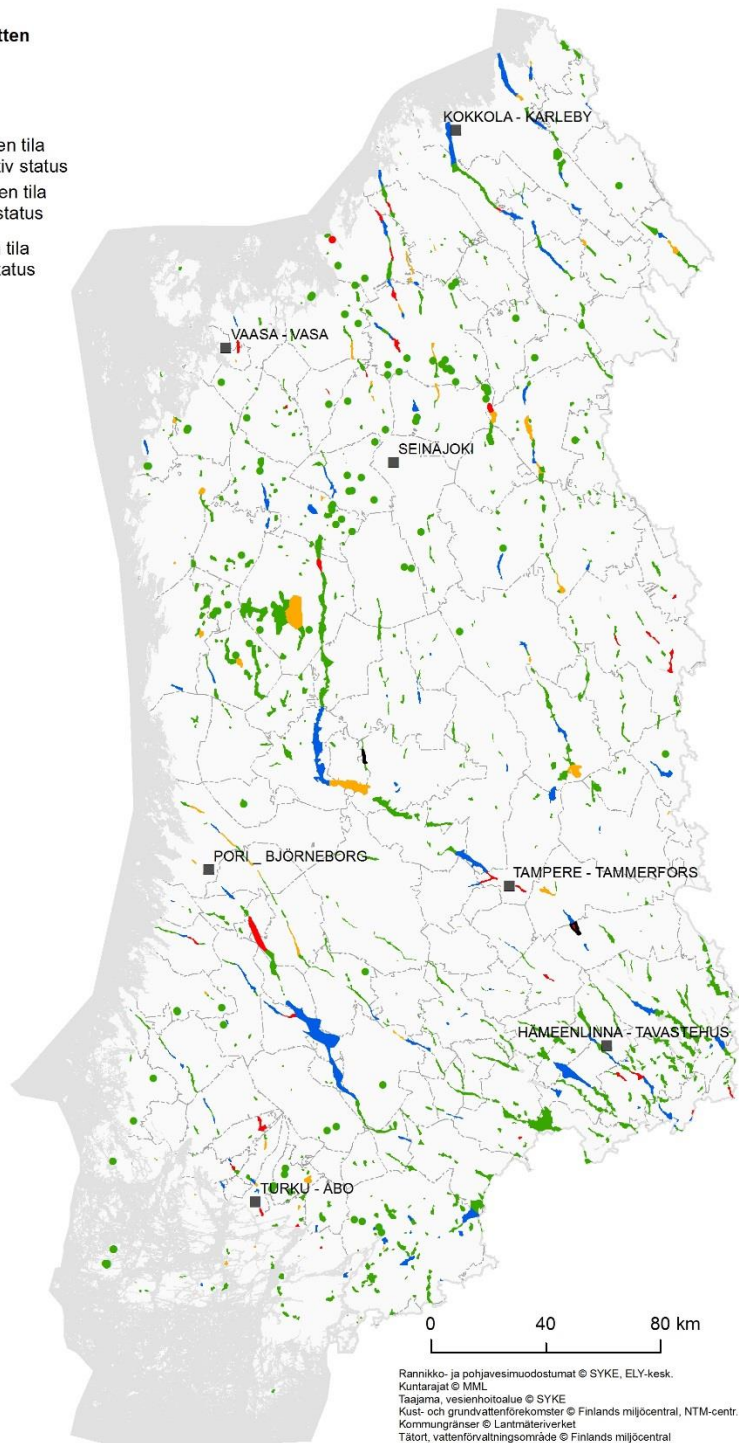 tten
en tila
tiv status
en tila
status
tila
tatus
KOKKOLA - KARLEBY
VAASA - VASA
SEINÄJOKI
PORI _ BJÖRNEBORG
TAMPERE - TAMMERFORS
HÄMEENLINNA - TAVASTEHUS
TURKU - ÅBO
0 40 80 km
Rannikko- ja pohjavesimuodostumat © SYKE, ELY-kesk.
Kuntarajat © MML
Taajama, vesienhoitoalue © SYKE
Kust- och grundvattenförekomster © Finlands miljöcentral, NTM-centr.
Kommungränser © Lantmäteriverket
Tätort, vattenförvaltningsområde © Finlands miljöcentral